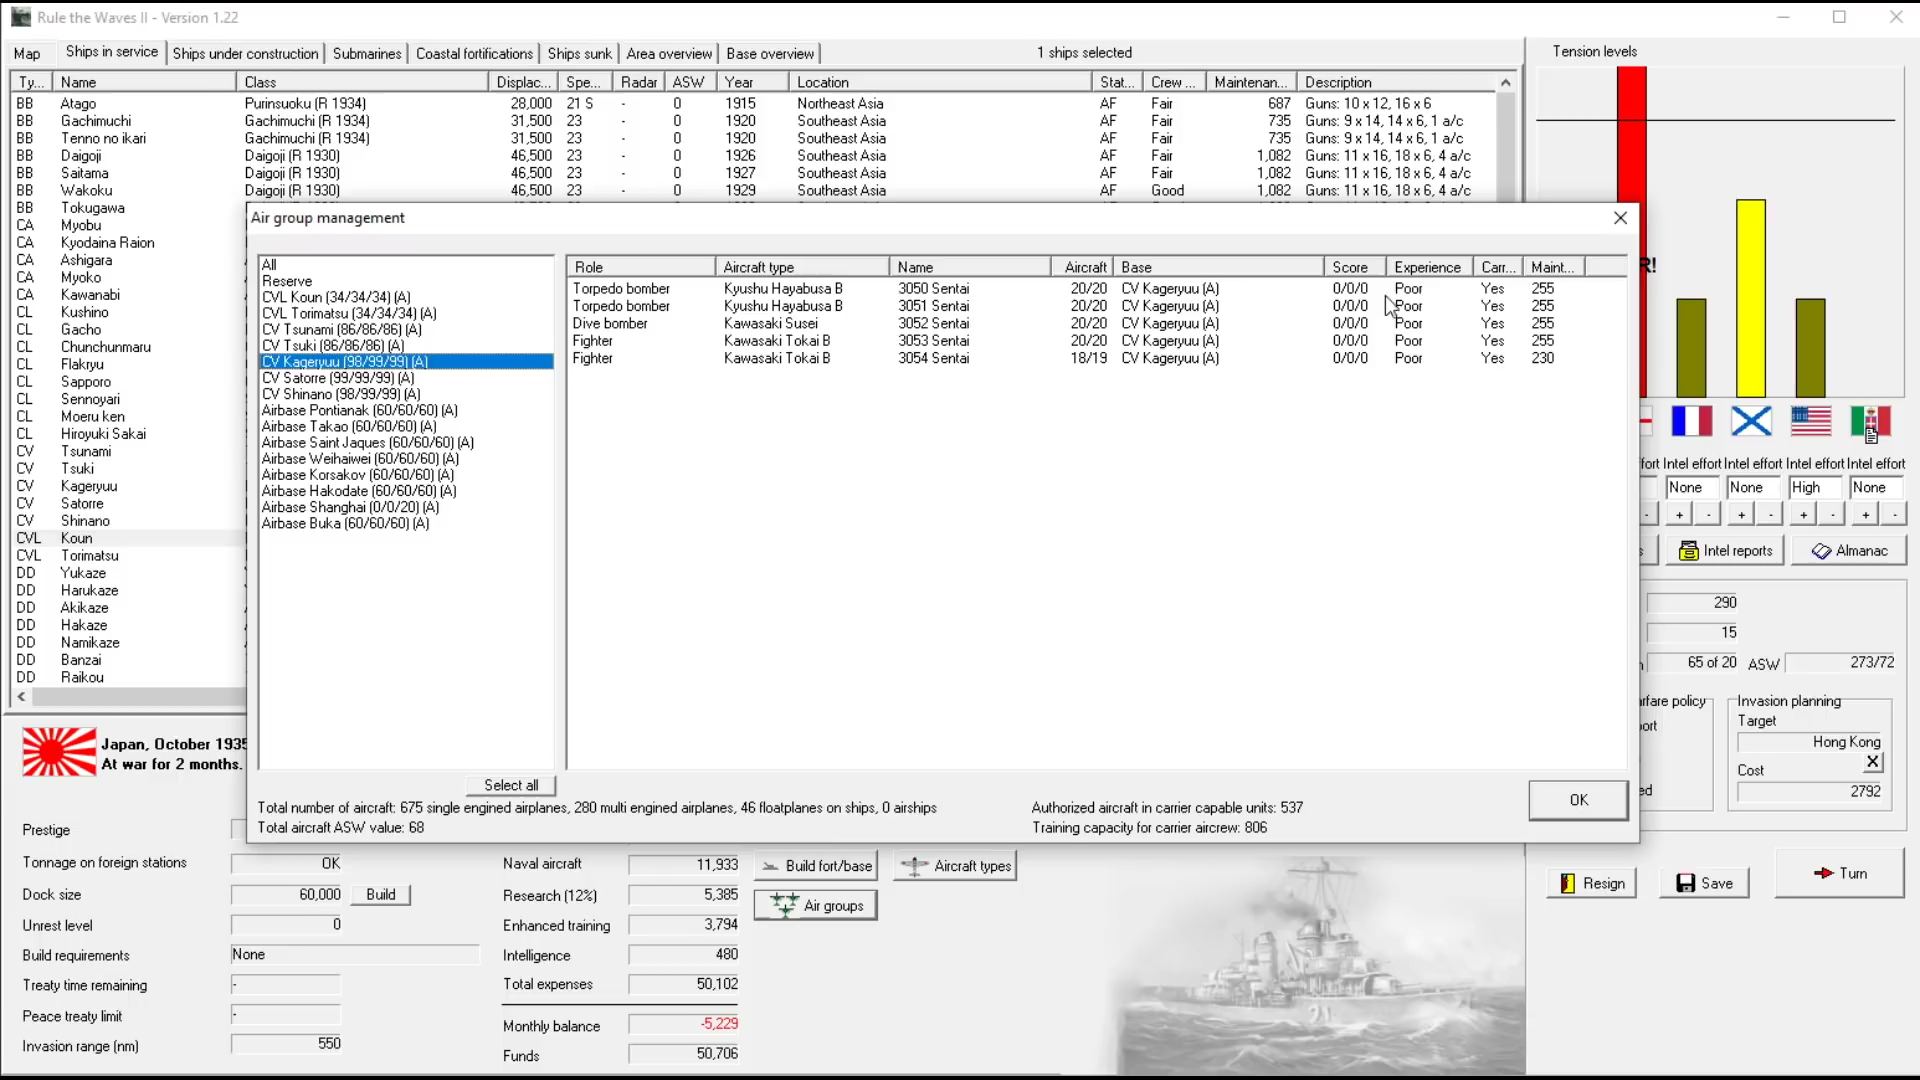 Rule the Waves II - Version 1.22
Map Ships in service Ships under construction Submarines Coastal fortifications Ships sunk Area overview Base overview 1 ships selected Tension levels
Ty... Name Class Displac... Spe... Radar ASW Year Location Stat... Crew ... Maintenan... Description
BB Atago Purinsuoku (R 1934) 28,000 21 S - 0 1915 Northeast Asia AF Fair 687 Guns: 10 x 12, 16 x 6
BB Gachimuchi Gachimuchi (R 1934) 31,500 23 - 0 1920 Southeast Asia AF Fair 735 Guns: 9 x 14, 14 x 6, 1 a/c
BB Tenno no ikari Gachimuchi (R 1934) 31,500 23 - 0 1920 Southeast Asia AF Fair 735 Guns: 9 x 14, 14 x 6, 1 a/c
BB Daigoji Daigoji (R 1930) 46,500 23 - 0 1926 Southeast Asia AF Fair 1,082 Guns: 11 x 16, 18 x 6, 4 a/c
BB Saitama Daigoji (R 1930) 46,500 23 - 0 1927 Southeast Asia AF Fair 1,082 Guns: 11 x 16, 18 x 6, 4 a/c
BB Wakoku Daigoji (R 1930) 46,500 23 - 0 1929 Southeast Asia AF Good 1,082 Guns: 11 x 16, 18 x 6, 4 a/c
BB Tokugawa
CA Myobu
CA Kyodaina Raion
CA Ashigara
CA Myoko
CA Kawanabi
CL Kushino
CL Gacho
CL Chunchunmaru
CL Flakryu
CL Sapporo
CL Sennoyari
CL Moeru ken
CL Hiroyuki Sakai
CV Tsunami
CV Tsuki
CV Kageryuu
CV Satorre
CV Shinano
CVL Koun
CVL Torimatsu
DD Yukaze
DD Harukaze
DD Akikaze
DD Hakaze
DD Namikaze
DD Banzai
DD Raikou
Air group management
All
Reserve
CVL Koun (34/34/34) (A)
CVL Torimatsu (34/34/34) (A)
CV Tsunami (86/86/86) (A)
CV Tsuki (86/86/86) (A)
CV Kageryuu (98/99/99) (A)
CV Satorre (99/99/99) (A)
CV Shinano (98/99/99) (A)
Airbase Pontianak (60/60/60) (A)
Airbase Takao (60/60/60) (A)
Airbase Saint Jaques (60/60/60) (A)
Airbase Weihaiwei (60/60/60) (A)
Airbase Korsakov (60/60/60) (A)
Airbase Hakodate (60/60/60) (A)
Airbase Shanghai (0/0/20) (A)
Airbase Buka (60/60/60) (A)
Role Aircraft type Name Aircraft Base Score Experience Carr... Maint...
Torpedo bomber Kyushu Hayabusa B 3050 Sentai 20/20 CV Kageryuu (A) 0/0/0 Poor Yes 255
Torpedo bomber Kyushu Hayabusa B 3051 Sentai 20/20 CV Kageryuu (A) 0/0/0 Poor Yes 255
Dive bomber Kawasaki Susei 3052 Sentai 20/20 CV Kageryuu (A) 0/0/0 Poor Yes 255
Fighter Kawasaki Tokai B 3053 Sentai 20/20 CV Kageryuu (A) 0/0/0 Poor Yes 255
Fighter Kawasaki Tokai B 3054 Sentai 18/19 CV Kageryuu (A) 0/0/0 Poor Yes 230
Select all
Total number of aircraft: 675 single engined airplanes, 280 multi engined airplanes, 46 floatplanes on ships, 0 airships
Total aircraft ASW value: 68
Authorized aircraft in carrier capable units: 537
Training capacity for carrier aircrew: 806
OK
R!
fort Intel effort Intel effort Intel effort Intel effort
None None High None
- + - + - + - + -
s Intel reports Almanac
290
15
65 of 20 ASW 273/72
rfare policy Invasion planning
ort Target
Hong Kong
Cost X
ed 2792
Japan, October 1935
At war for 2 months.
Prestige
Tonnage on foreign stations OK
Dock size 60,000 Build
Unrest level 0
Build requirements None
Treaty time remaining -
Peace treaty limit -
Invasion range (nm) 550
Naval aircraft 11,933
Research (12%) 5,385
Enhanced training 3,794
Intelligence 480
Total expenses 50,102
Monthly balance -5,229
Funds 50,706
Build fort/base Aircraft types
Air groups
Resign Save Turn